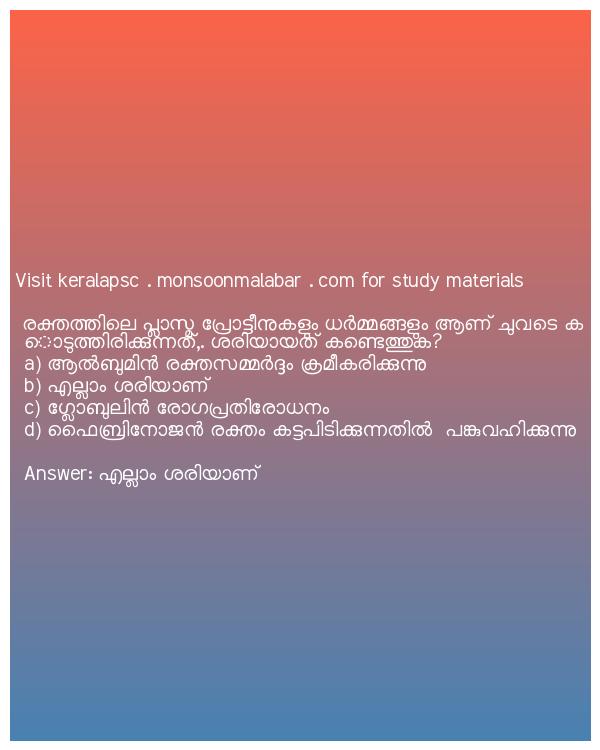 Visit keralapsc . monsoonmalabar . com for study materials
രക്തത്തിലെ പ്ലാസ്മ പ്രോട്ടീനുകളും ധർമ്മങ്ങളും ആണ് ചുവടെ ക
ൊടുത്തിരിക്കുന്നത്,. ശരിയായത് കണ്ടെത്തുക?
a) ആൽബുമിൻ രക്തസമ്മർദ്ദം ക്രമീകരിക്കുന്നു
b) എല്ലാം ശരിയാണ്
c) ഗ്ലോബുലിൻ രോഗപ്രതിരോധനം
d) ഫൈബ്രിനോജൻ രക്തം കട്ടപിടിക്കുന്നതിൽ പങ്കുവഹിക്കുന്നു
Answer: എല്ലാം ശരിയാണ്